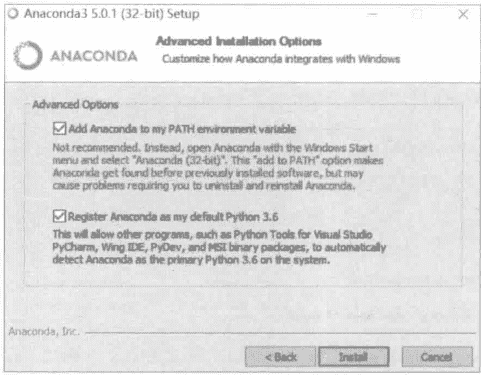 Anaconda3 5.0.1 (32-bit) Setup
Advanced Installation Options
ANACONDA
Customize how Anaconda integrates with Windows
Advanced Options
Add Anaconda to my PATH environment variable
Not recommended. Instead, open Anaconda with the Windows Start
menu and select "Anaconda (32-bit)". This "add to PATH" option makes
Anaconda get found before previously installed software, but may
cause problems requiring you to uninstall and reinstall Anaconda.
Register Anaconda as my default Python 3.6
This will allow other programs, such as Python Tools for Visual Studio
PyCharm, Wing IDE, PyDev, and MSI binary packages, to automatically
detect Anaconda as the primary Python 3.6 on the system.
Anaconda, Inc.
< Back
Install
Cancel